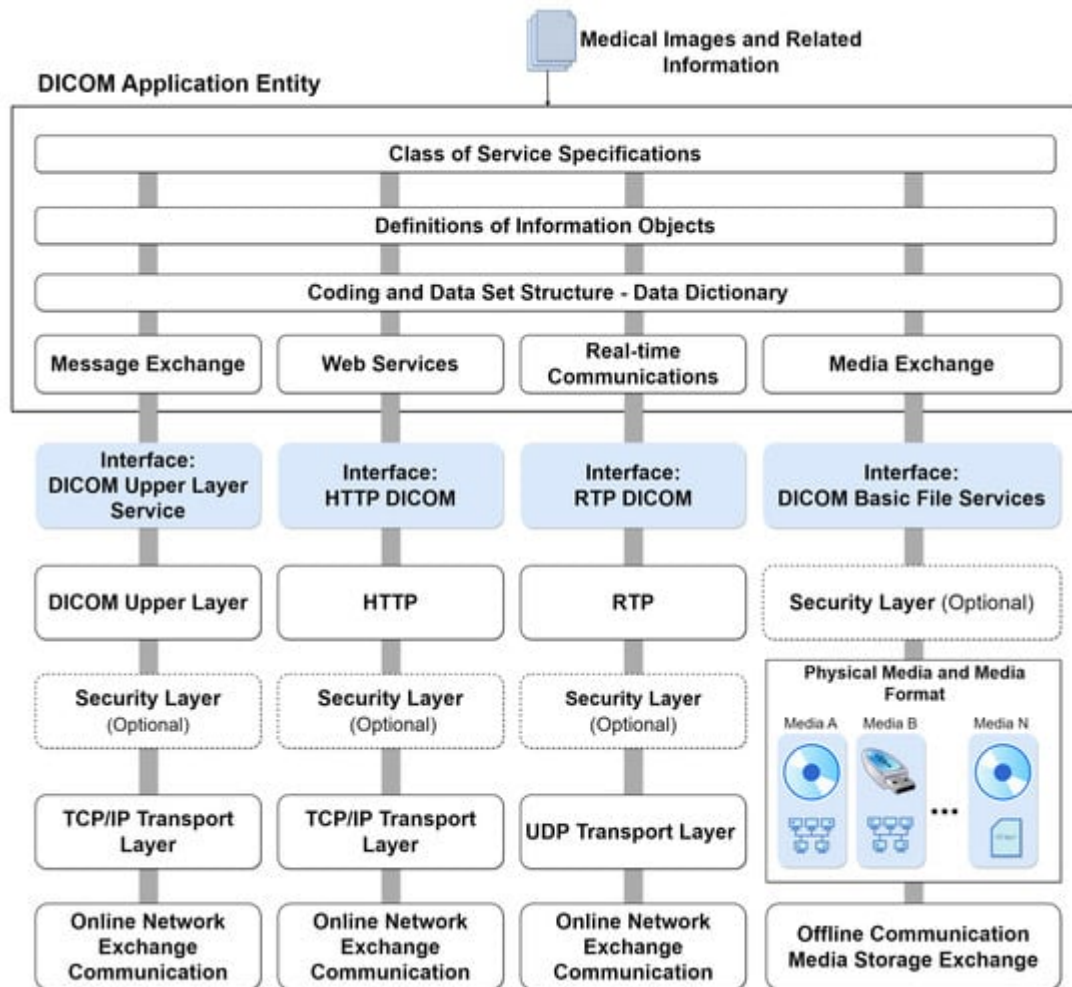 Medical Images and Related
Information
DICOM Application Entity
Class of Service Specifications
Definitions of Information Objects
Coding and Data Set Structure - Data Dictionary
Message Exchange
Web Services
Real-time
Communications
Media Exchange
Interface:
DICOM Upper Layer
Service
Interface:
HTTP DICOM
Interface:
RTP DICOM
Interface:
DICOM Basic File Services
DICOM Upper Layer
HTTP
RTP
Security Layer (Optional)
Security Layer
(Optional)
Security Layer
(Optional)
Security Layer
(Optional)
Physical Media and Media
Format
Media A
Media B
Media N
...
TCP/IP Transport
Layer
TCP/IP Transport
Layer
UDP Transport Layer
Online Network
Exchange
Communication
Online Network
Exchange
Communication
Online Network
Exchange
Communication
Offline Communication
Media Storage Exchange